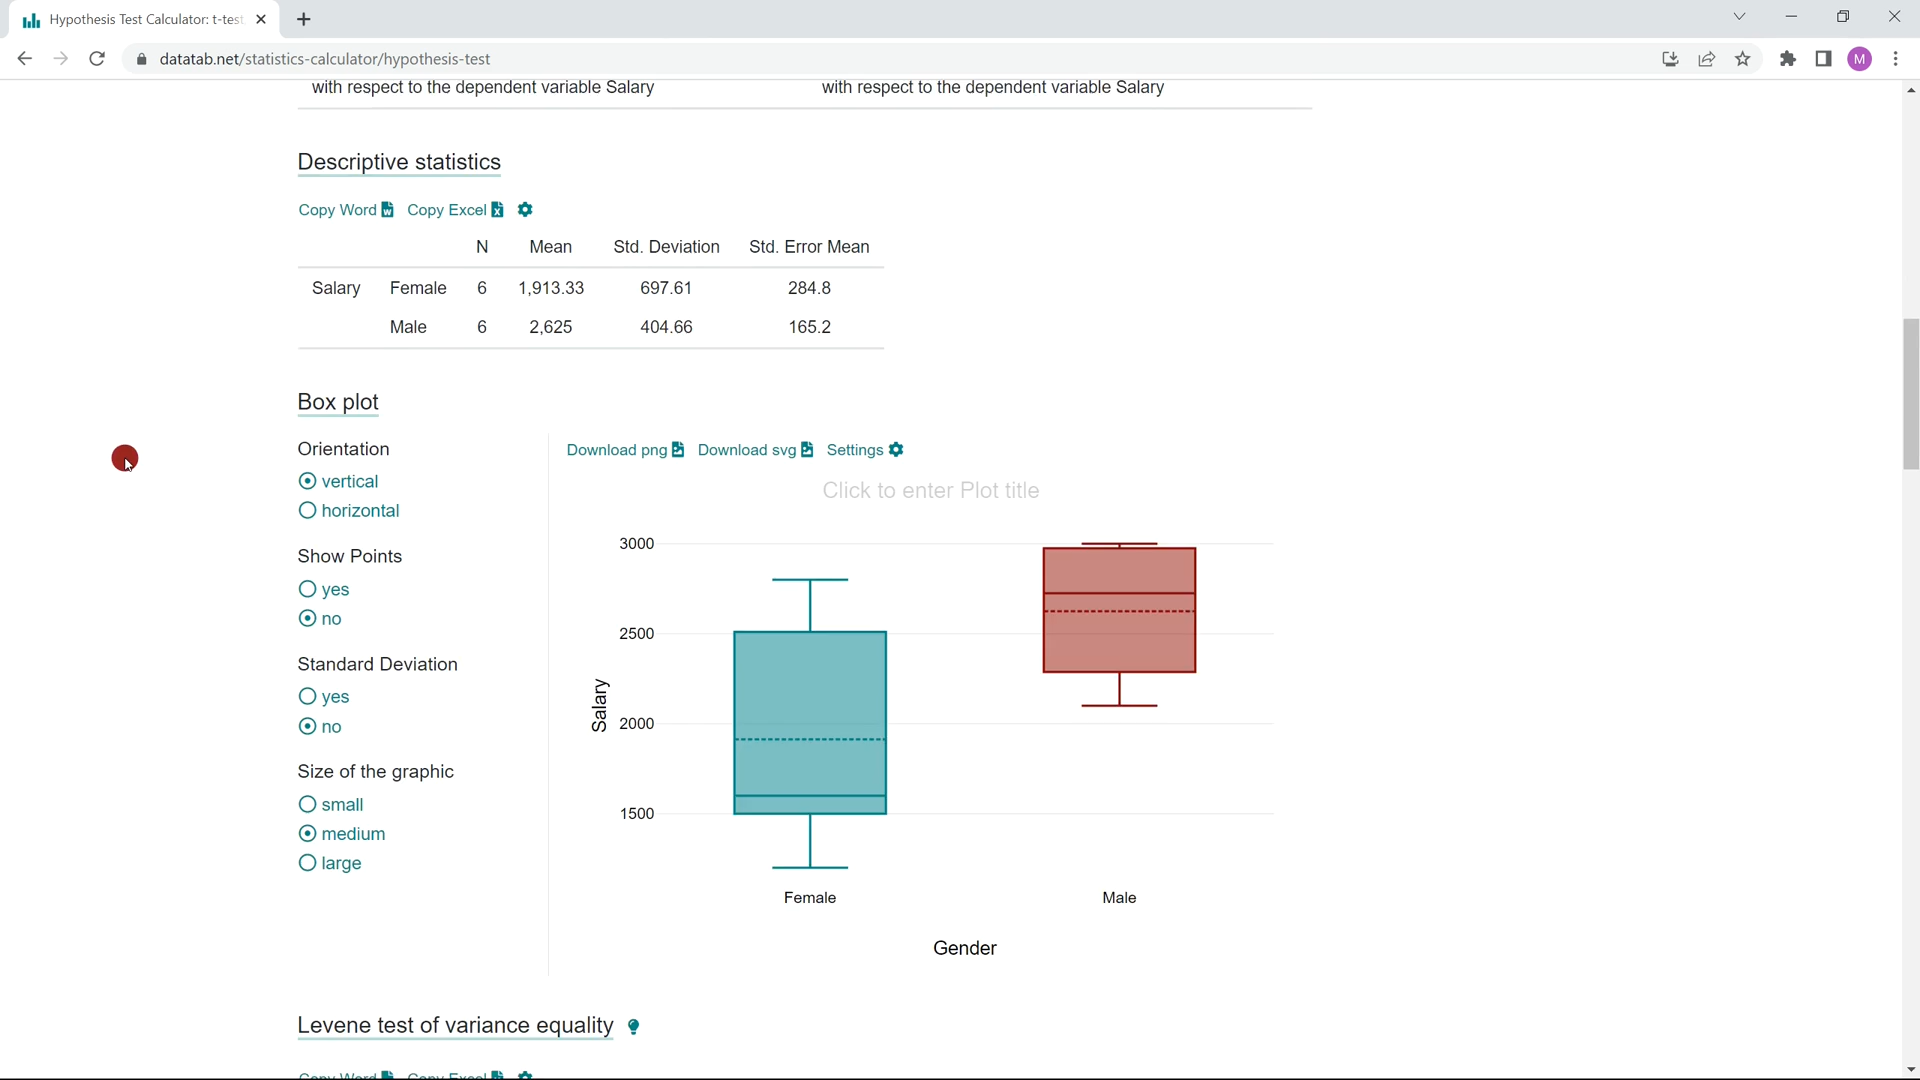 Hypothesis Test Calculator: t-test
datatab.net/statistics-calculator/hypothesis-test
M
with respect to the dependent variable Salary with respect to the dependent variable Salary
Descriptive statistics
Copy Word Copy Excel
N Mean Std. Deviation Std. Error Mean
Salary Female 6 1,913.33 697.61 284.8
Male 6 2,625 404.66 165.2
Box plot
Orientation
vertical
horizontal
Show Points
yes
no
Standard Deviation
yes
no
Size of the graphic
small
medium
large
Download png Download svg Settings
Click to enter Plot title
3000
2500
2000
1500
Salary
Female Male
Gender
Levene test of variance equality
Copy Word Copy Excel